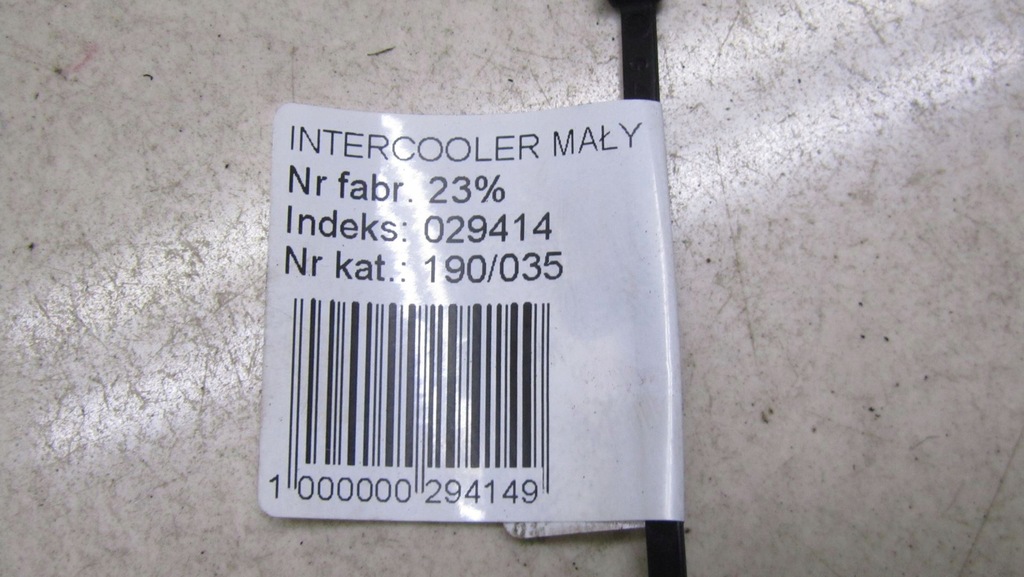 INTERCOOLER MAŁY
Nr fabr. 23%
Indeks: 029414
Nr kat.: 190/035
1 000000 294149